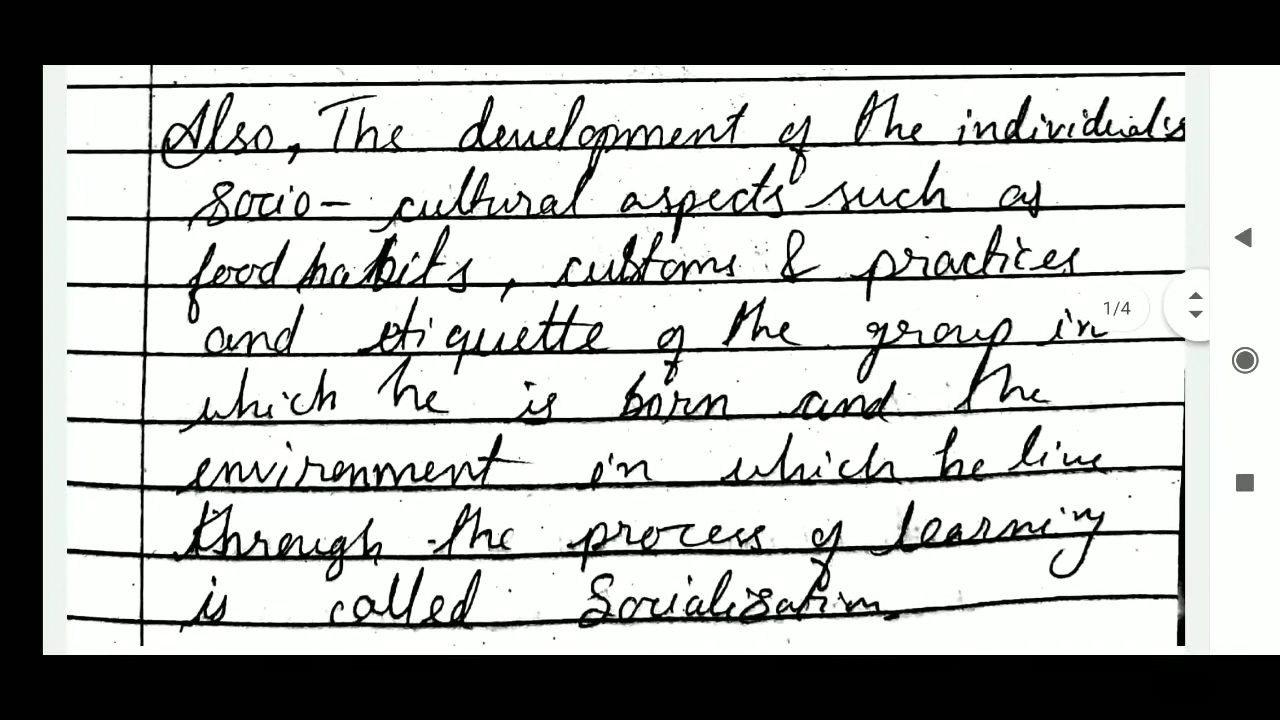 Also, The development of the individual's
socio- cultural aspects such as
food habits, customs & practices
and etiquette of the group in
1/4
which he is born and the
environment in which he live
through the process of learning
is called Socialisation.